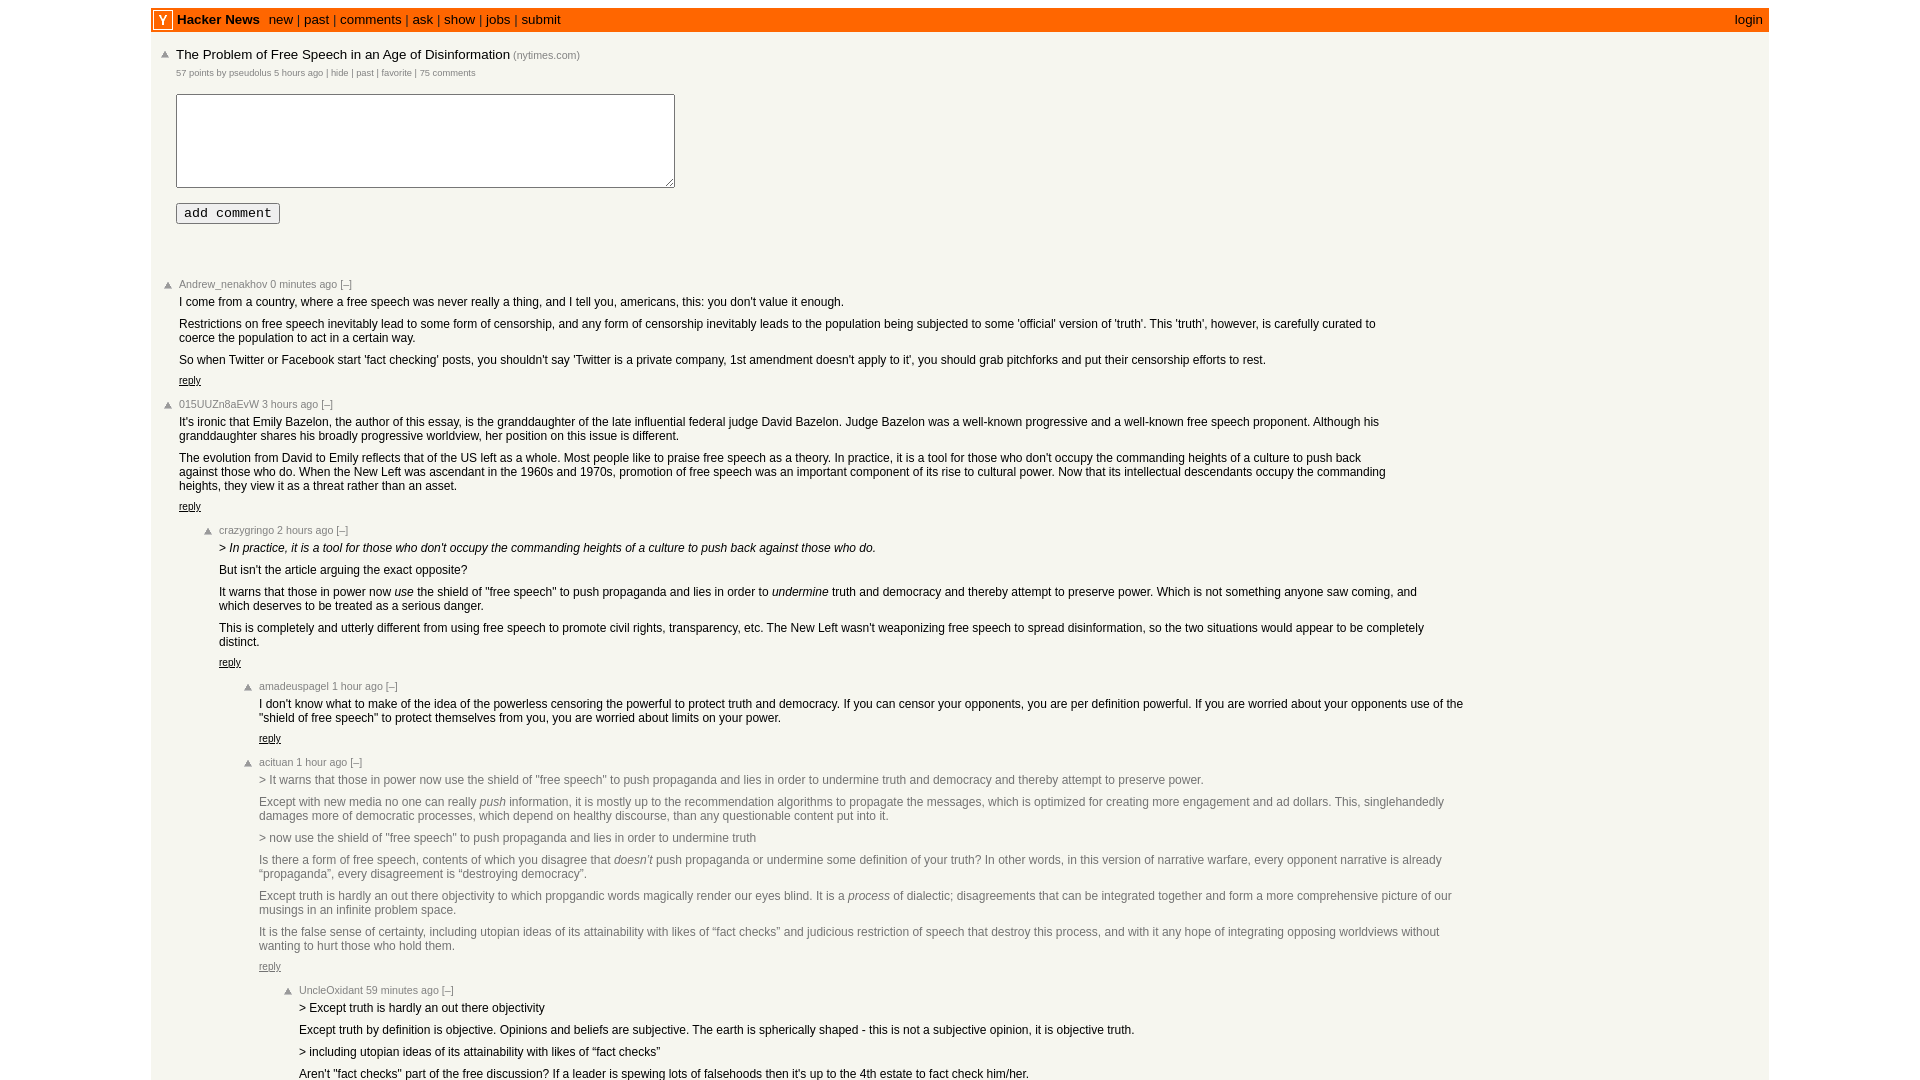 Y Hacker News new | past | comments | ask | show | jobs | submit login
The Problem of Free Speech in an Age of Disinformation (nytimes.com)
57 points by pseudolus 5 hours ago | hide | past | favorite | 75 comments
add comment
Andrew_nenakhov 0 minutes ago [–]
I come from a country, where a free speech was never really a thing, and I tell you, americans, this: you don't value it enough.
Restrictions on free speech inevitably lead to some form of censorship, and any form of censorship inevitably leads to the population being subjected to some 'official' version of 'truth'. This 'truth', however, is carefully curated to
coerce the population to act in a certain way.
So when Twitter or Facebook start 'fact checking' posts, you shouldn't say 'Twitter is a private company, 1st amendment doesn't apply to it', you should grab pitchforks and put their censorship efforts to rest.
reply
015UUZn8aEvW 3 hours ago [–]
It's ironic that Emily Bazelon, the author of this essay, is the granddaughter of the late influential federal judge David Bazelon. Judge Bazelon was a well-known progressive and a well-known free speech proponent. Although his
granddaughter shares his broadly progressive worldview, her position on this issue is different.
The evolution from David to Emily reflects that of the US left as a whole. Most people like to praise free speech as a theory. In practice, it is a tool for those who don't occupy the commanding heights of a culture to push back
against those who do. When the New Left was ascendant in the 1960s and 1970s, promotion of free speech was an important component of its rise to cultural power. Now that its intellectual descendants occupy the commanding
heights, they view it as a threat rather than an asset.
reply
crazygringo 2 hours ago [–]
> In practice, it is a tool for those who don't occupy the commanding heights of a culture to push back against those who do.
But isn't the article arguing the exact opposite?
It warns that those in power now use the shield of "free speech" to push propaganda and lies in order to undermine truth and democracy and thereby attempt to preserve power. Which is not something anyone saw coming, and
which deserves to be treated as a serious danger.
This is completely and utterly different from using free speech to promote civil rights, transparency, etc. The New Left wasn't weaponizing free speech to spread disinformation, so the two situations would appear to be completely
distinct.
reply
amadeuspagel 1 hour ago [–]
I don't know what to make of the idea of the powerless censoring the powerful to protect truth and democracy. If you can censor your opponents, you are per definition powerful. If you are worried about your opponents use of the
"shield of free speech" to protect themselves from you, you are worried about limits on your power.
reply
acituan 1 hour ago [–]
> It warns that those in power now use the shield of "free speech" to push propaganda and lies in order to undermine truth and democracy and thereby attempt to preserve power.
Except with new media no one can really push information, it is mostly up to the recommendation algorithms to propagate the messages, which is optimized for creating more engagement and ad dollars. This, singlehandedly
damages more of democratic processes, which depend on healthy discourse, than any questionable content put into it.
> now use the shield of "free speech" to push propaganda and lies in order to undermine truth
Is there a form of free speech, contents of which you disagree that doesn’t push propaganda or undermine some definition of your truth? In other words, in this version of narrative warfare, every opponent narrative is already
“propaganda”, every disagreement is “destroying democracy”.
Except truth is hardly an out there objectivity to which propgandic words magically render our eyes blind. It is a process of dialectic; disagreements that can be integrated together and form a more comprehensive picture of our
musings in an infinite problem space.
It is the false sense of certainty, including utopian ideas of its attainability with likes of “fact checks” and judicious restriction of speech that destroy this process, and with it any hope of integrating opposing worldviews without
wanting to hurt those who hold them.
reply
UncleOxidant 59 minutes ago [–]
> Except truth is hardly an out there objectivity
Except truth by definition is objective. Opinions and beliefs are subjective. The earth is spherically shaped - this is not a subjective opinion, it is objective truth.
> including utopian ideas of its attainability with likes of “fact checks”
Aren't "fact checks" part of the free discussion? If a leader is spewing lots of falsehoods then it's up to the 4th estate to fact check him/her.